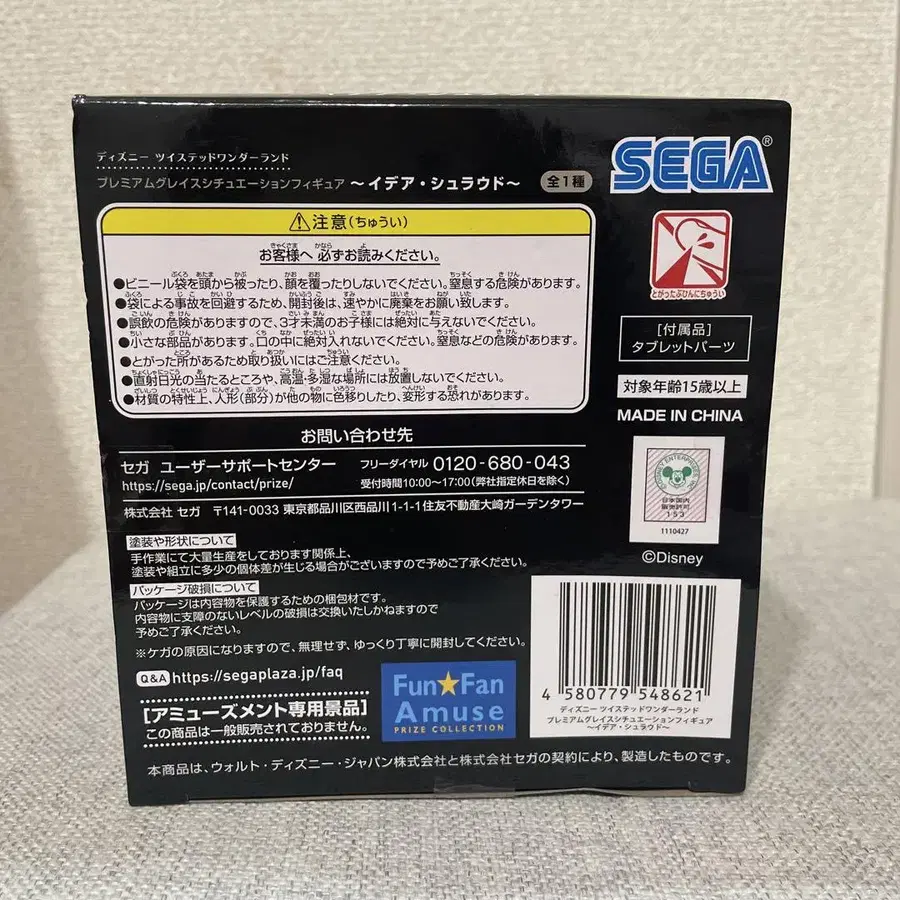 ディズニー ツイステッドワンダーランド
プレミアムグレイスシチュエーションフィギュア ～イデア・シュラウド～ 全1種
SEGA®
⚠注意(ちゅうい)
お客様へ 必ずお読みください。
●ビニール袋を頭から被ったり、顔を覆ったりしないでください。窒息する危険があります。
●袋による事故を回避するため、開封後は、速やかに廃棄をお願い致します。
●誤飲の危険がありますので、3才未満のお子様には絶対に与えないでください。
●小さな部品があります。口の中に絶対入れないでください。窒息などの危険があります。
●とがった所があるため取り扱いにはご注意ください。
●直射日光の当たるところや、高温・多湿な場所には放置しないでください。
●材質の特性上、人形(部分)が他の物に色移りしたり、変形する恐れがあります。
とがったぶひんにちゅうい
[付属品]
タブレットパーツ
対象年齢15歳以上
MADE IN CHINA
お問い合わせ先
セガ ユーザーサポートセンター フリーダイヤル 0120-680-043
https://sega.jp/contact/prize/ 受付時間10:00～17:00(弊社指定休日を除く)
株式会社 セガ 〒141-0033 東京都品川区西品川1-1-1住友不動産大崎ガーデンタワー
日本国内
販売許可
153
1110427
©Disney
塗装や形状について
手作業にて大量生産をしております関係上、
塗装や組立に多少の個体差が生じる場合がございますので予めご了承ください。
パッケージ破損について
パッケージは内容物を保護するための梱包材です。
内容物に支障のないレベルの破損は交換いたしかねますので
予めご了承ください。
※ケガの原因になりますので、無理せず、ゆっくり丁寧に開封してください。
Q&A https://segaplaza.jp/faq
[アミューズメント専用景品]
この商品は一般販売されておりません。
Fun★Fan
Amuse
PRIZE COLLECTION
4 580779 548621
ディズニー ツイステッドワンダーランド
プレミアムグレイスシチュエーションフィギュア
～イデア・シュラウド～
本商品は、ウォルト・ディズニー・ジャパン株式会社と株式会社セガの契約により、製造したものです。